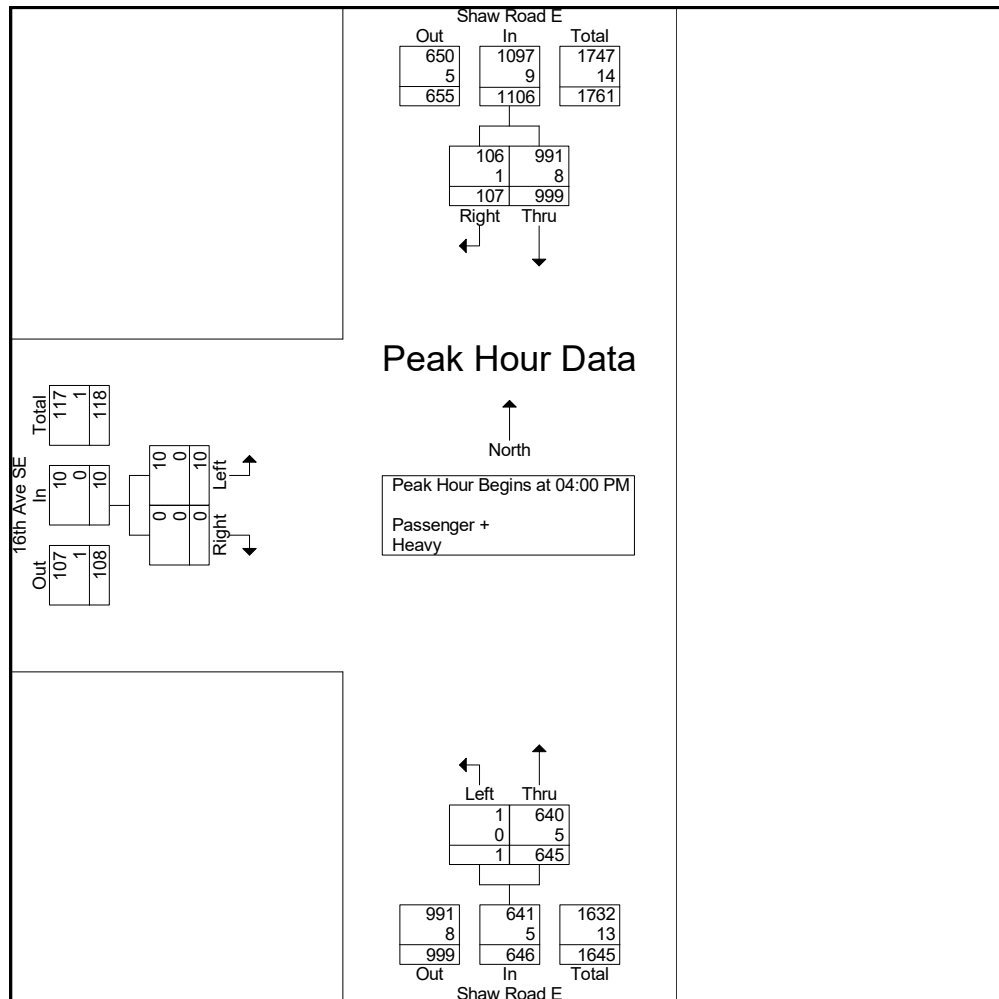 Shaw Road E
Out In Total
650 1097 1747
5 9 14
655 1106 1761
106 991
1 8
107 999
Right Thru
Peak Hour Data
North
Peak Hour Begins at 04:00 PM
Passenger +
Heavy
16th Ave SE
Out In Total
107 10 117
1 0 1
108 10 118
0 10
0 0
0 10
Right Left
Left Thru
1 640
0 5
1 645
991 641 1632
8 5 13
999 646 1645
Out In Total
Shaw Road E